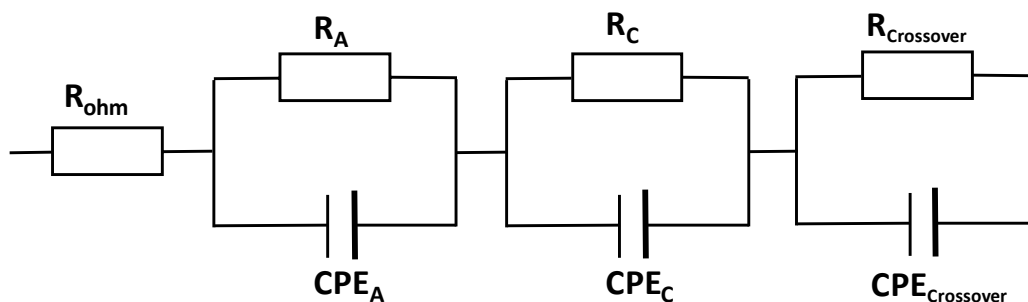 R_ohm
R_A
R_C
R_Crossover
CPE_A
CPE_C
CPE_Crossover